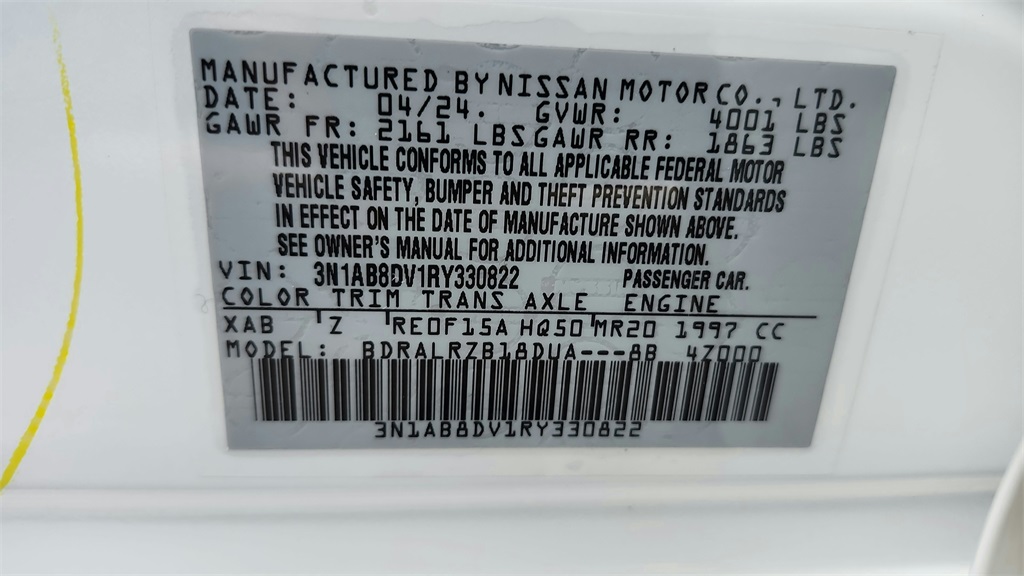 MANUFACTURED BY NISSAN MOTOR CO., LTD.
DATE: 04/24. GVWR: 4001 LBS
GAWR FR: 2161 LBS GAWR RR: 1863 LBS
THIS VEHICLE CONFORMS TO ALL APPLICABLE FEDERAL MOTOR
VEHICLE SAFETY, BUMPER AND THEFT PREVENTION STANDARDS
IN EFFECT ON THE DATE OF MANUFACTURE SHOWN ABOVE.
SEE OWNER'S MANUAL FOR ADDITIONAL INFORMATION.
VIN: 3N1AB8DV1RY330822 PASSENGER CAR.
COLOR TRIM TRANS AXLE ENGINE
XAB Z RE0F15A HQ50 MR20 1997 CC
MODEL: BDRALRZB18DUA---8B 4Z000
3N1AB8DV1RY330822